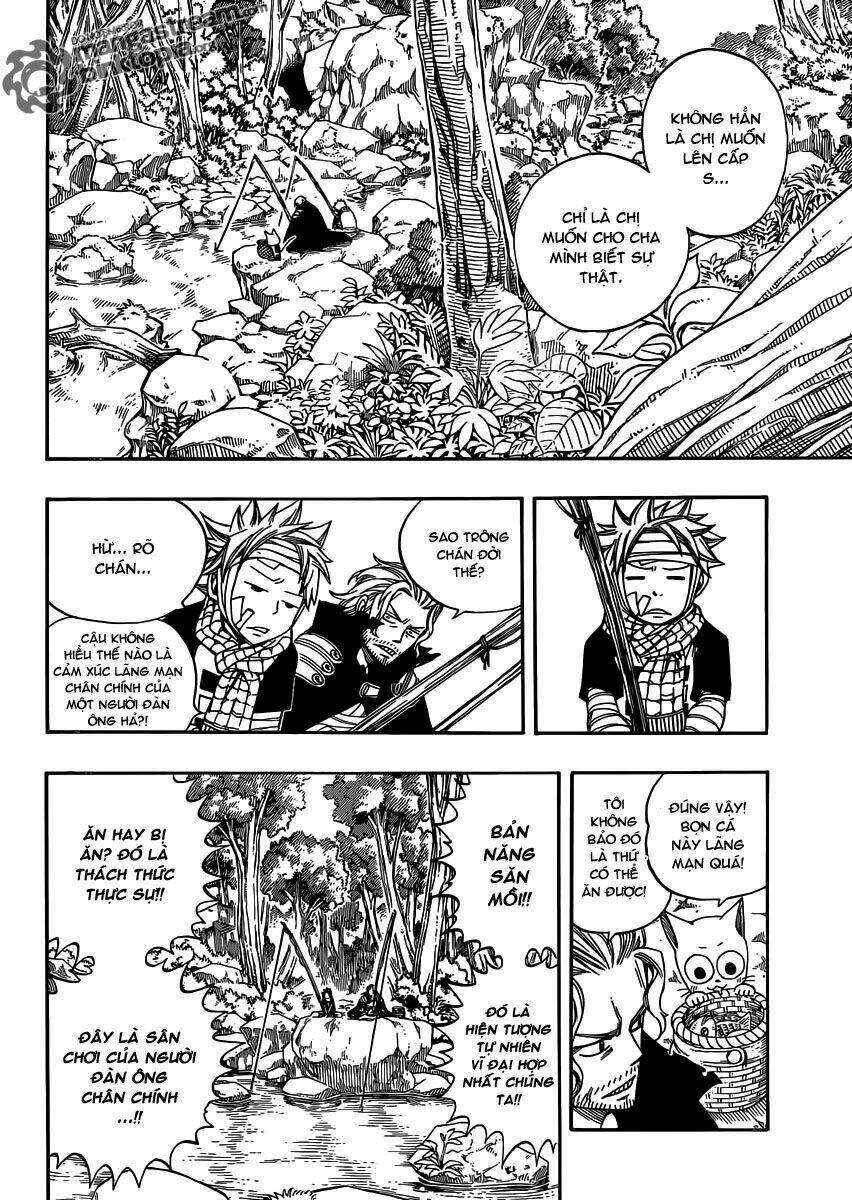 mangastream.com
KHÔNG HẲN
LÀ CHỊ MUỐN
LÊN CẤP
S...
CHỈ LÀ CHỊ
MUỐN CHO CHA
MÌNH BIẾT SỰ
THẬT.
SAO TRÔNG
CHÁN ĐỜI
THẾ?
HỪ... RÕ
CHÁN...
CẬU KHÔNG
HIỂU THẾ NÀO LÀ
CẢM XÚC LÃNG MẠN
CHÂN CHÍNH CỦA
MỘT NGƯỜI ĐÀN
ÔNG HẢ?!
ĐÚNG VẬY!
BỌN CÁ
NÀY LÃNG
MẠN QUÁ!
TÔI
KHÔNG
BẢO ĐÓ
LÀ THỨ
CÓ THỂ
ĂN ĐƯỢC!
BẢN
NĂNG
SĂN
MỒI!!
ĂN HAY BỊ
ĂN? ĐÓ LÀ
THÁCH THỨC
THỰC SỰ!!
ĐÓ LÀ
HIỆN TƯỢNG
TỰ NHIÊN
VĨ ĐẠI HỢP
NHẤT CHÚNG
TA!!
ĐÂY LÀ SÂN
CHƠI CỦA NGƯỜI
ĐÀN ÔNG
CHÂN CHÍNH
...!!